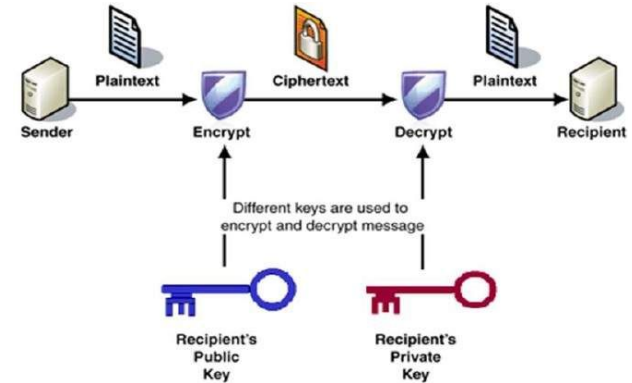 Plaintext
Ciphertext
Plaintext
Sender
Encrypt
Decrypt
Recipient
Different keys are used to
encrypt and decrypt message
Recipient's
Public
Key
Recipient's
Private
Key